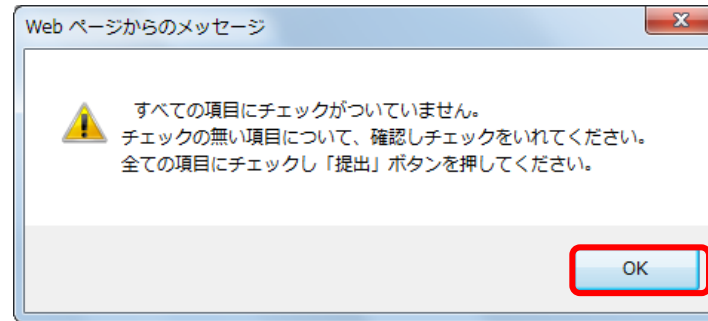 Web ページからのメッセージ
すべての項目にチェックがついていません。
チェックの無い項目について、確認しチェックをいれてください。
全ての項目にチェックし「提出」ボタンを押してください。
OK